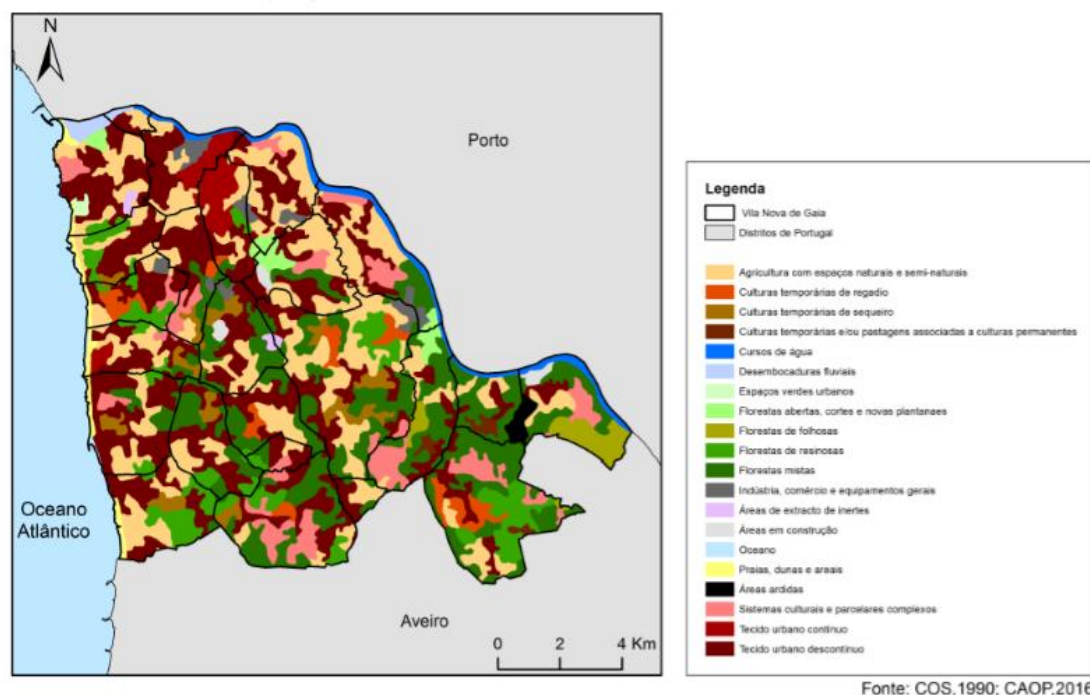 N
Porto
Oceano
Atlântico
Aveiro
0 2 4 Km
Legenda
Vila Nova de Gaia
Distritos de Portugal
Agricultura com espaços naturais e semi-naturais
Culturas temporárias de regadio
Culturas temporárias de sequeiro
Culturas temporárias e/ou pastagens associadas a culturas permanentes
Cursos de água
Desembocaduras fluviais
Espaços verdes urbanos
Florestas abertas, cortes e novas plantanaes
Florestas de folhosas
Florestas de resinosas
Florestas mistas
Indústria, comércio e equipamentos gerais
Áreas de extracto de inertes
Áreas em construção
Oceano
Praias, dunas e areais
Áreas ardidas
Sistemas culturais e parcelares complexos
Tecido urbano contínuo
Tecido urbano descontínuo
Fonte: COS,1990; CAOP,2016